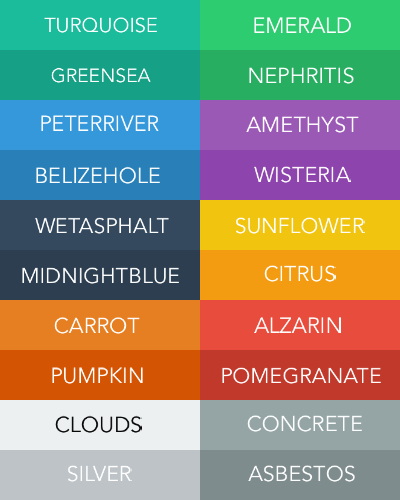 TURQUOISE EMERALD
GREENSEA NEPHRITIS
PETERRIVER AMETHYST
BELIZEHOLE WISTERIA
WETASPHALT SUNFLOWER
MIDNIGHTBLUE CITRUS
CARROT ALZARIN
PUMPKIN POMEGRANATE
CLOUDS CONCRETE
SILVER ASBESTOS